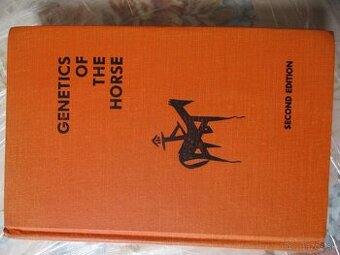 GENETICS
OF
THE
HORSE
SECOND EDITION